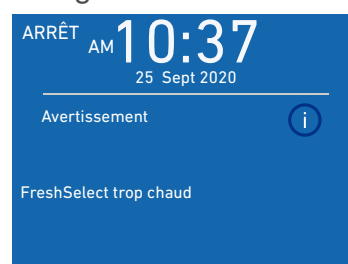 ARRÊT AM 10:37
25 Sept 2020
Avertissement i
FreshSelect trop chaud